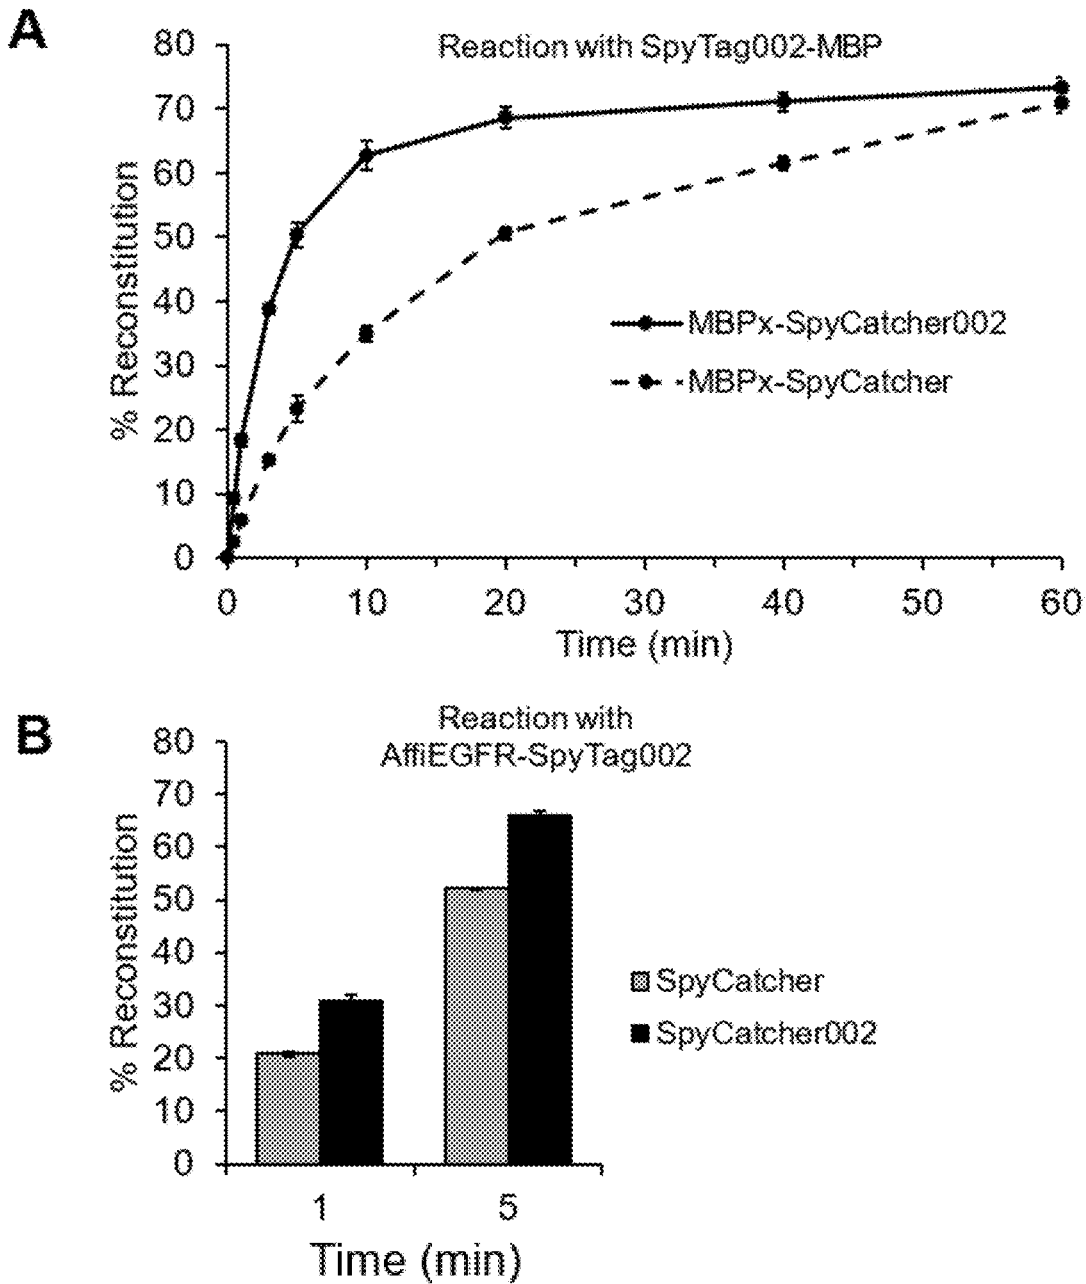 A
Reaction with SpyTag002-MBP
% Reconstitution
80
70
60
50
40
30
20
10
0
MBPx-SpyCatcher002
MBPx-SpyCatcher
0 10 20 30 40 50 60
Time (min)
B
Reaction with
AffiEGFR-SpyTag002
% Reconstitution
80
70
60
50
40
30
20
10
0
SpyCatcher
SpyCatcher002
1 5
Time (min)